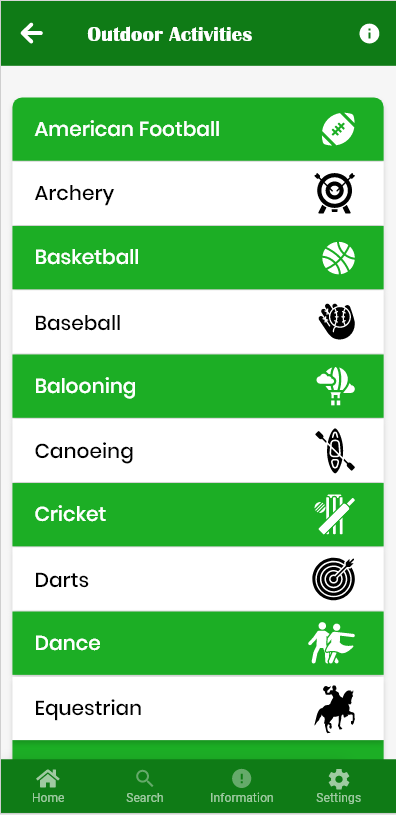 Outdoor Activities
American Football
Archery
Basketball
Baseball
Balooning
Canoeing
Cricket
Darts
Dance
Equestrian
Home Search Information Settings